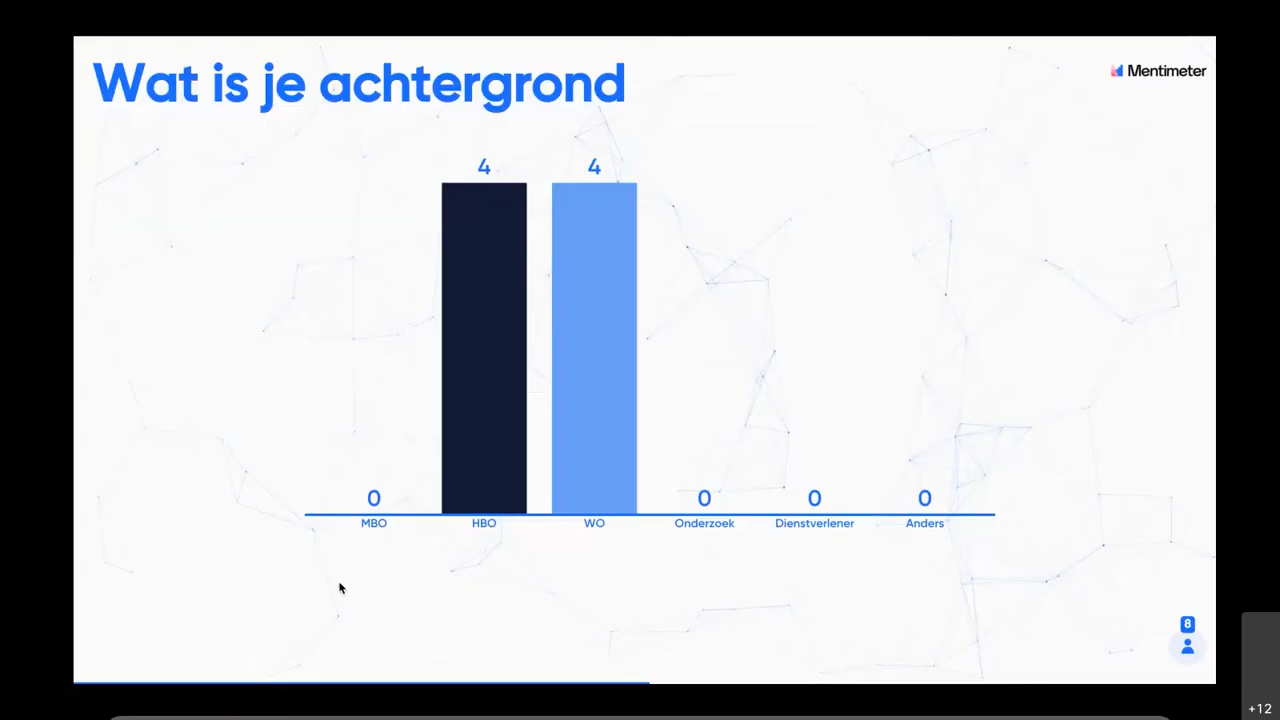 Wat is je achtergrond
Mentimeter
4
4
0
0
0
0
MBO
HBO
WO
Onderzoek
Dienstverlener
Anders
8
+12